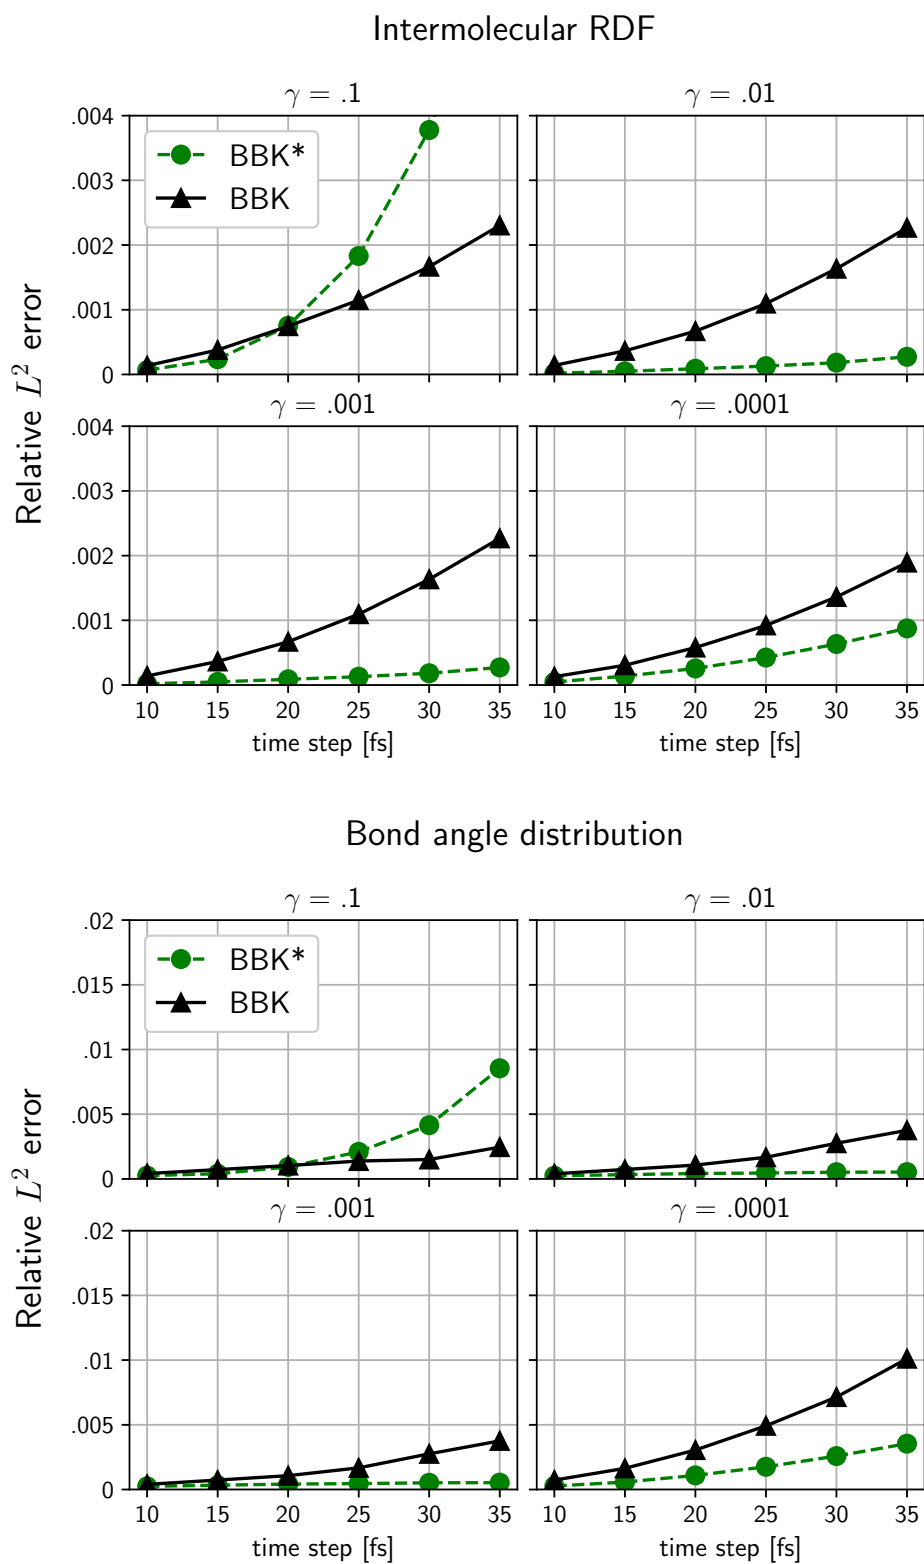 Intermolecular RDF
γ = .1
γ = .01
.004
.003
.002
.001
0
BBK*
BBK
γ = .001
γ = .0001
.004
.003
.002
.001
0
10 15 20 25 30 35
10 15 20 25 30 35
time step [fs]
time step [fs]
Relative L² error
Bond angle distribution
γ = .1
γ = .01
.02
.015
.01
.005
0
BBK*
BBK
γ = .001
γ = .0001
.02
.015
.01
.005
0
10 15 20 25 30 35
10 15 20 25 30 35
time step [fs]
time step [fs]
Relative L² error